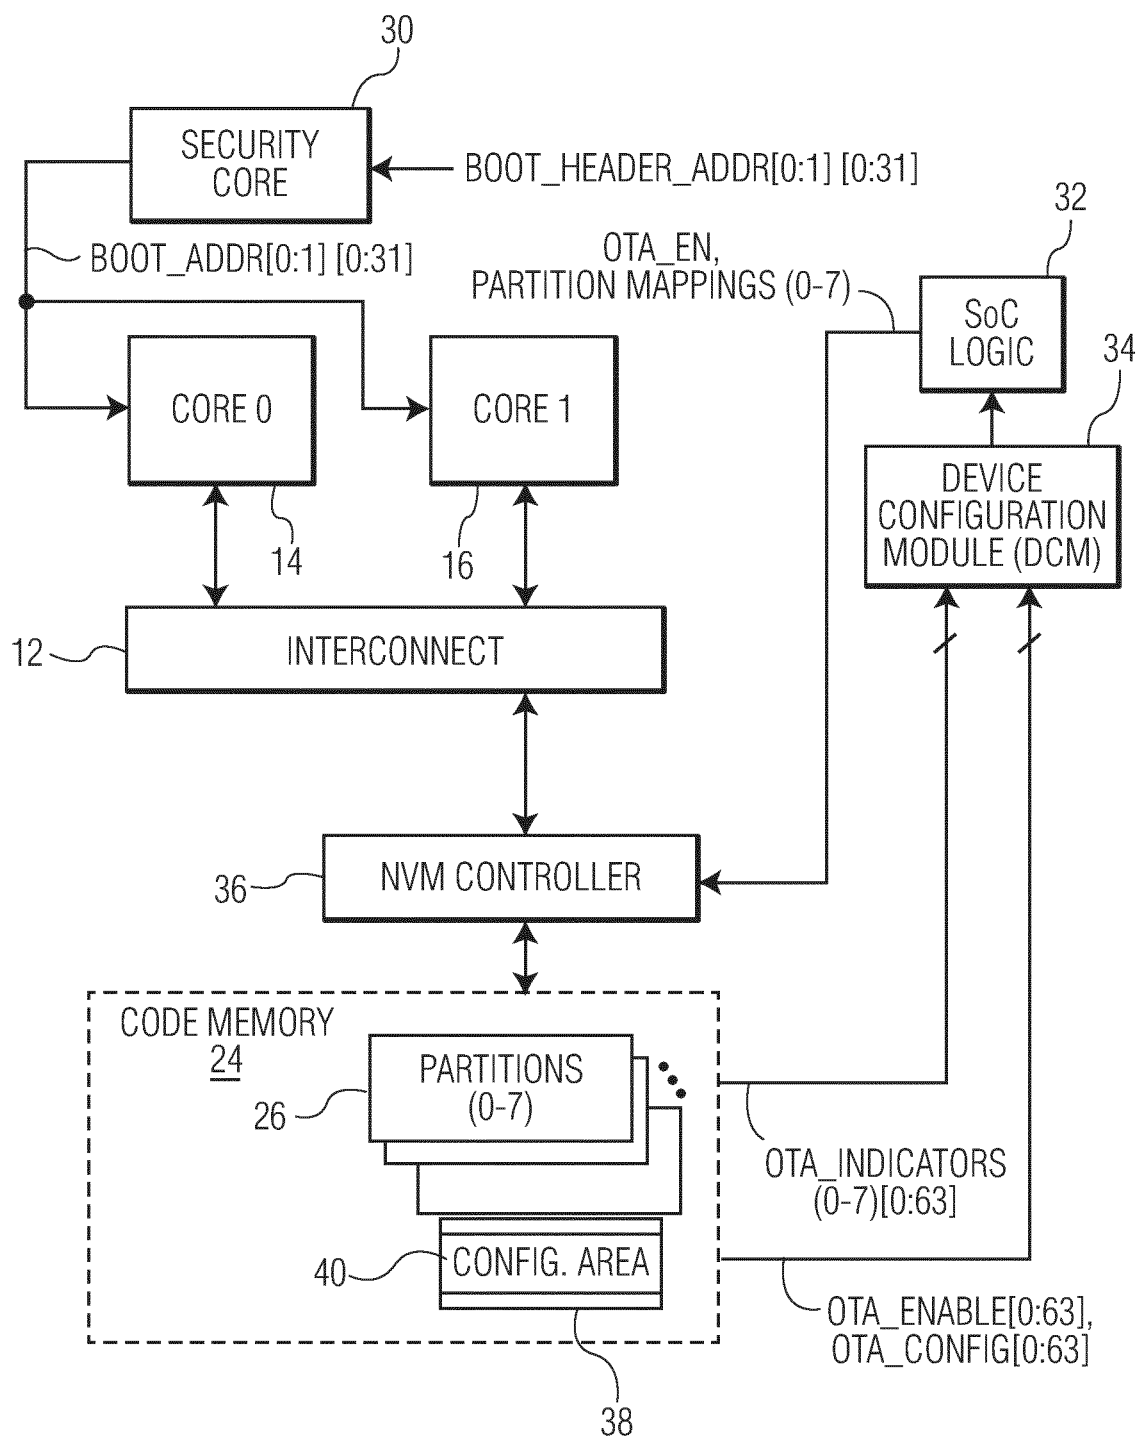 30
SECURITY
CORE
BOOT_HEADER_ADDR[0:1] [0:31]
BOOT_ADDR[0:1] [0:31]
OTA_EN,
PARTITION MAPPINGS (0-7)
32
SoC
LOGIC
34
CORE 0
CORE 1
DEVICE
CONFIGURATION
MODULE (DCM)
14
16
12
INTERCONNECT
36
NVM CONTROLLER
CODE MEMORY
24
PARTITIONS
(0-7)
26
OTA_INDICATORS
(0-7)[0:63]
40
CONFIG. AREA
OTA_ENABLE[0:63],
OTA_CONFIG[0:63]
38